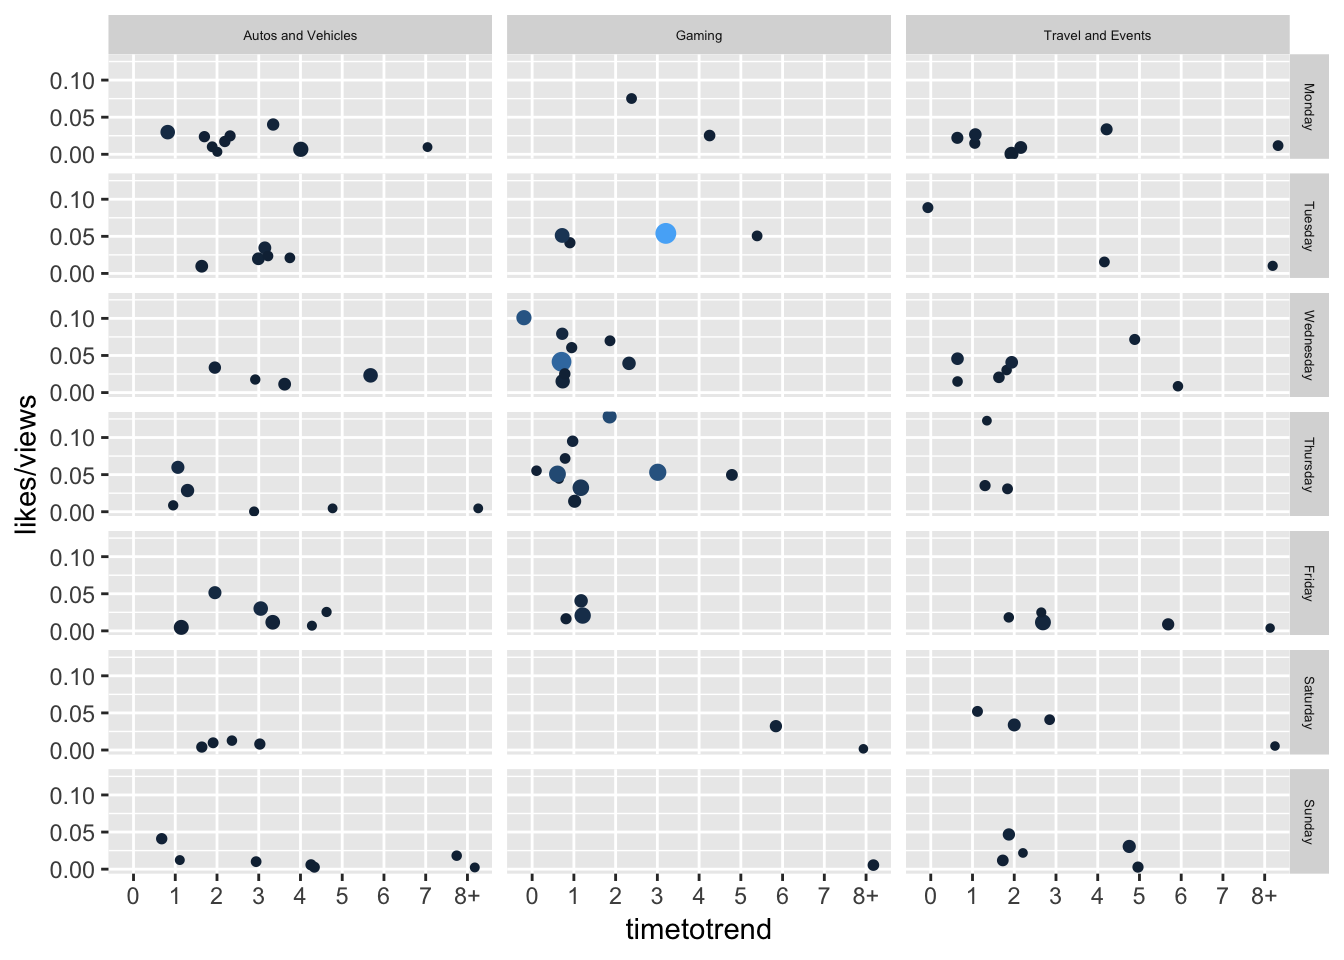 Autos and Vehicles Gaming Travel and Events
likes/views
0.10
0.05
0.00
Monday
0.10
0.05
0.00
Tuesday
0.10
0.05
0.00
Wednesday
0.10
0.05
0.00
Thursday
0.10
0.05
0.00
Friday
0.10
0.05
0.00
Saturday
0.10
0.05
0.00
Sunday
0 1 2 3 4 5 6 7 8+ 0 1 2 3 4 5 6 7 8+ 0 1 2 3 4 5 6 7 8+
timetotrend